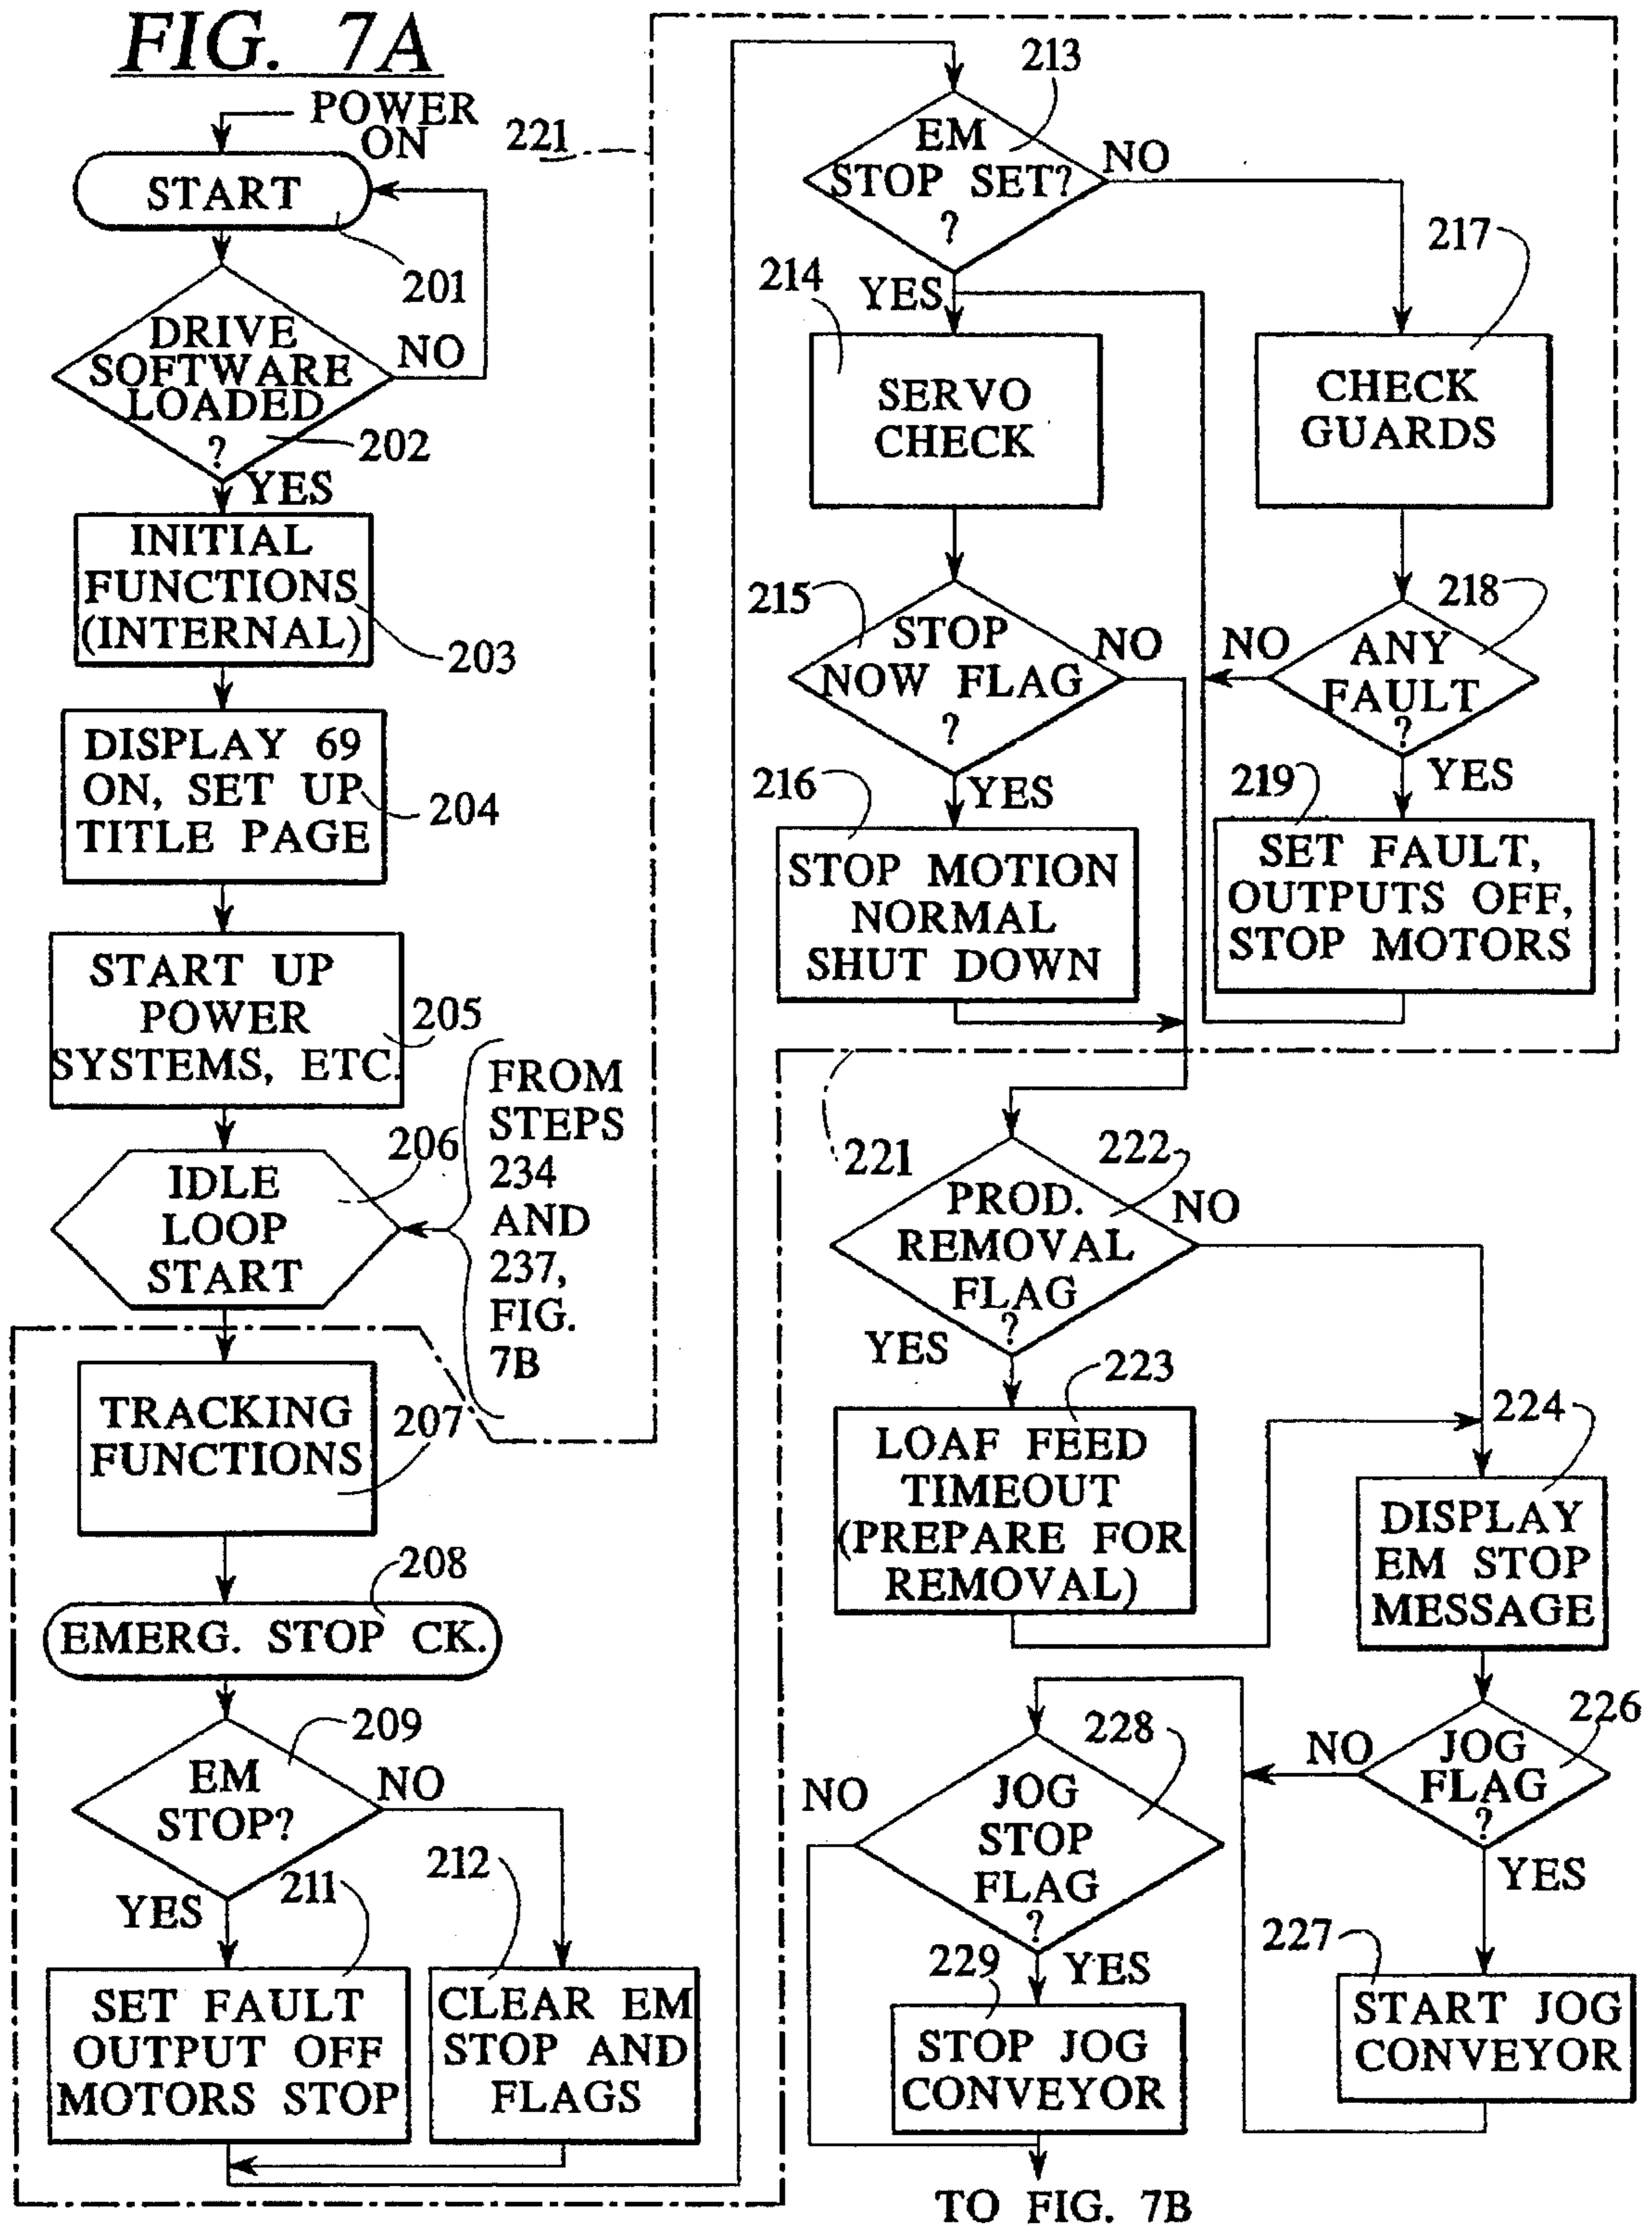 FIG. 7A
POWER
ON
START
201
DRIVE
SOFTWARE
LOADED
?
202
NO
YES
INITIAL
FUNCTIONS
(INTERNAL)
203
DISPLAY 69
ON, SET UP
TITLE PAGE
204
START UP
POWER
SYSTEMS, ETC.
205
IDLE
LOOP
START
206
FROM
STEPS
234
AND
237,
FIG.
7B
TRACKING
FUNCTIONS
207
EMERG. STOP CK.
208
EM
STOP?
209
NO
YES
SET FAULT
OUTPUT OFF
MOTORS STOP
211
CLEAR EM
STOP AND
FLAGS
212
221
EM
STOP SET?
?
213
NO
YES
SERVO
CHECK
214
STOP
NOW FLAG
?
215
NO
YES
STOP MOTION
NORMAL
SHUT DOWN
216
CHECK
GUARDS
217
ANY
FAULT
?
218
NO
YES
SET FAULT,
OUTPUTS OFF,
STOP MOTORS
219
221
PROD.
REMOVAL
FLAG
?
222
NO
YES
LOAF FEED
TIMEOUT
(PREPARE FOR
REMOVAL)
223
DISPLAY
EM STOP
MESSAGE
224
JOG
FLAG
?
226
NO
YES
START JOG
CONVEYOR
227
JOG
STOP
FLAG
?
228
NO
YES
STOP JOG
CONVEYOR
229
TO FIG. 7B